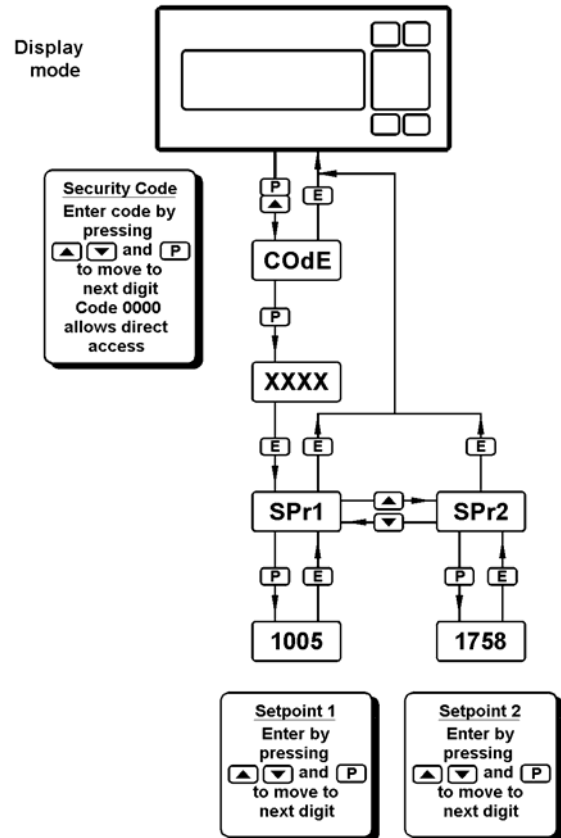 Display
mode
Security Code
Enter code by
pressing
▲ ▼ and P
to move to
next digit
Code 0000
allows direct
access
P
▲
E
COdE
P
XXXX
E
E
E
SPr1
▲
▼
SPr2
P
E
P
E
1005
1758
Setpoint 1
Enter by
pressing
▲ ▼ and P
to move to
next digit
Setpoint 2
Enter by
pressing
▲ ▼ and P
to move to
next digit